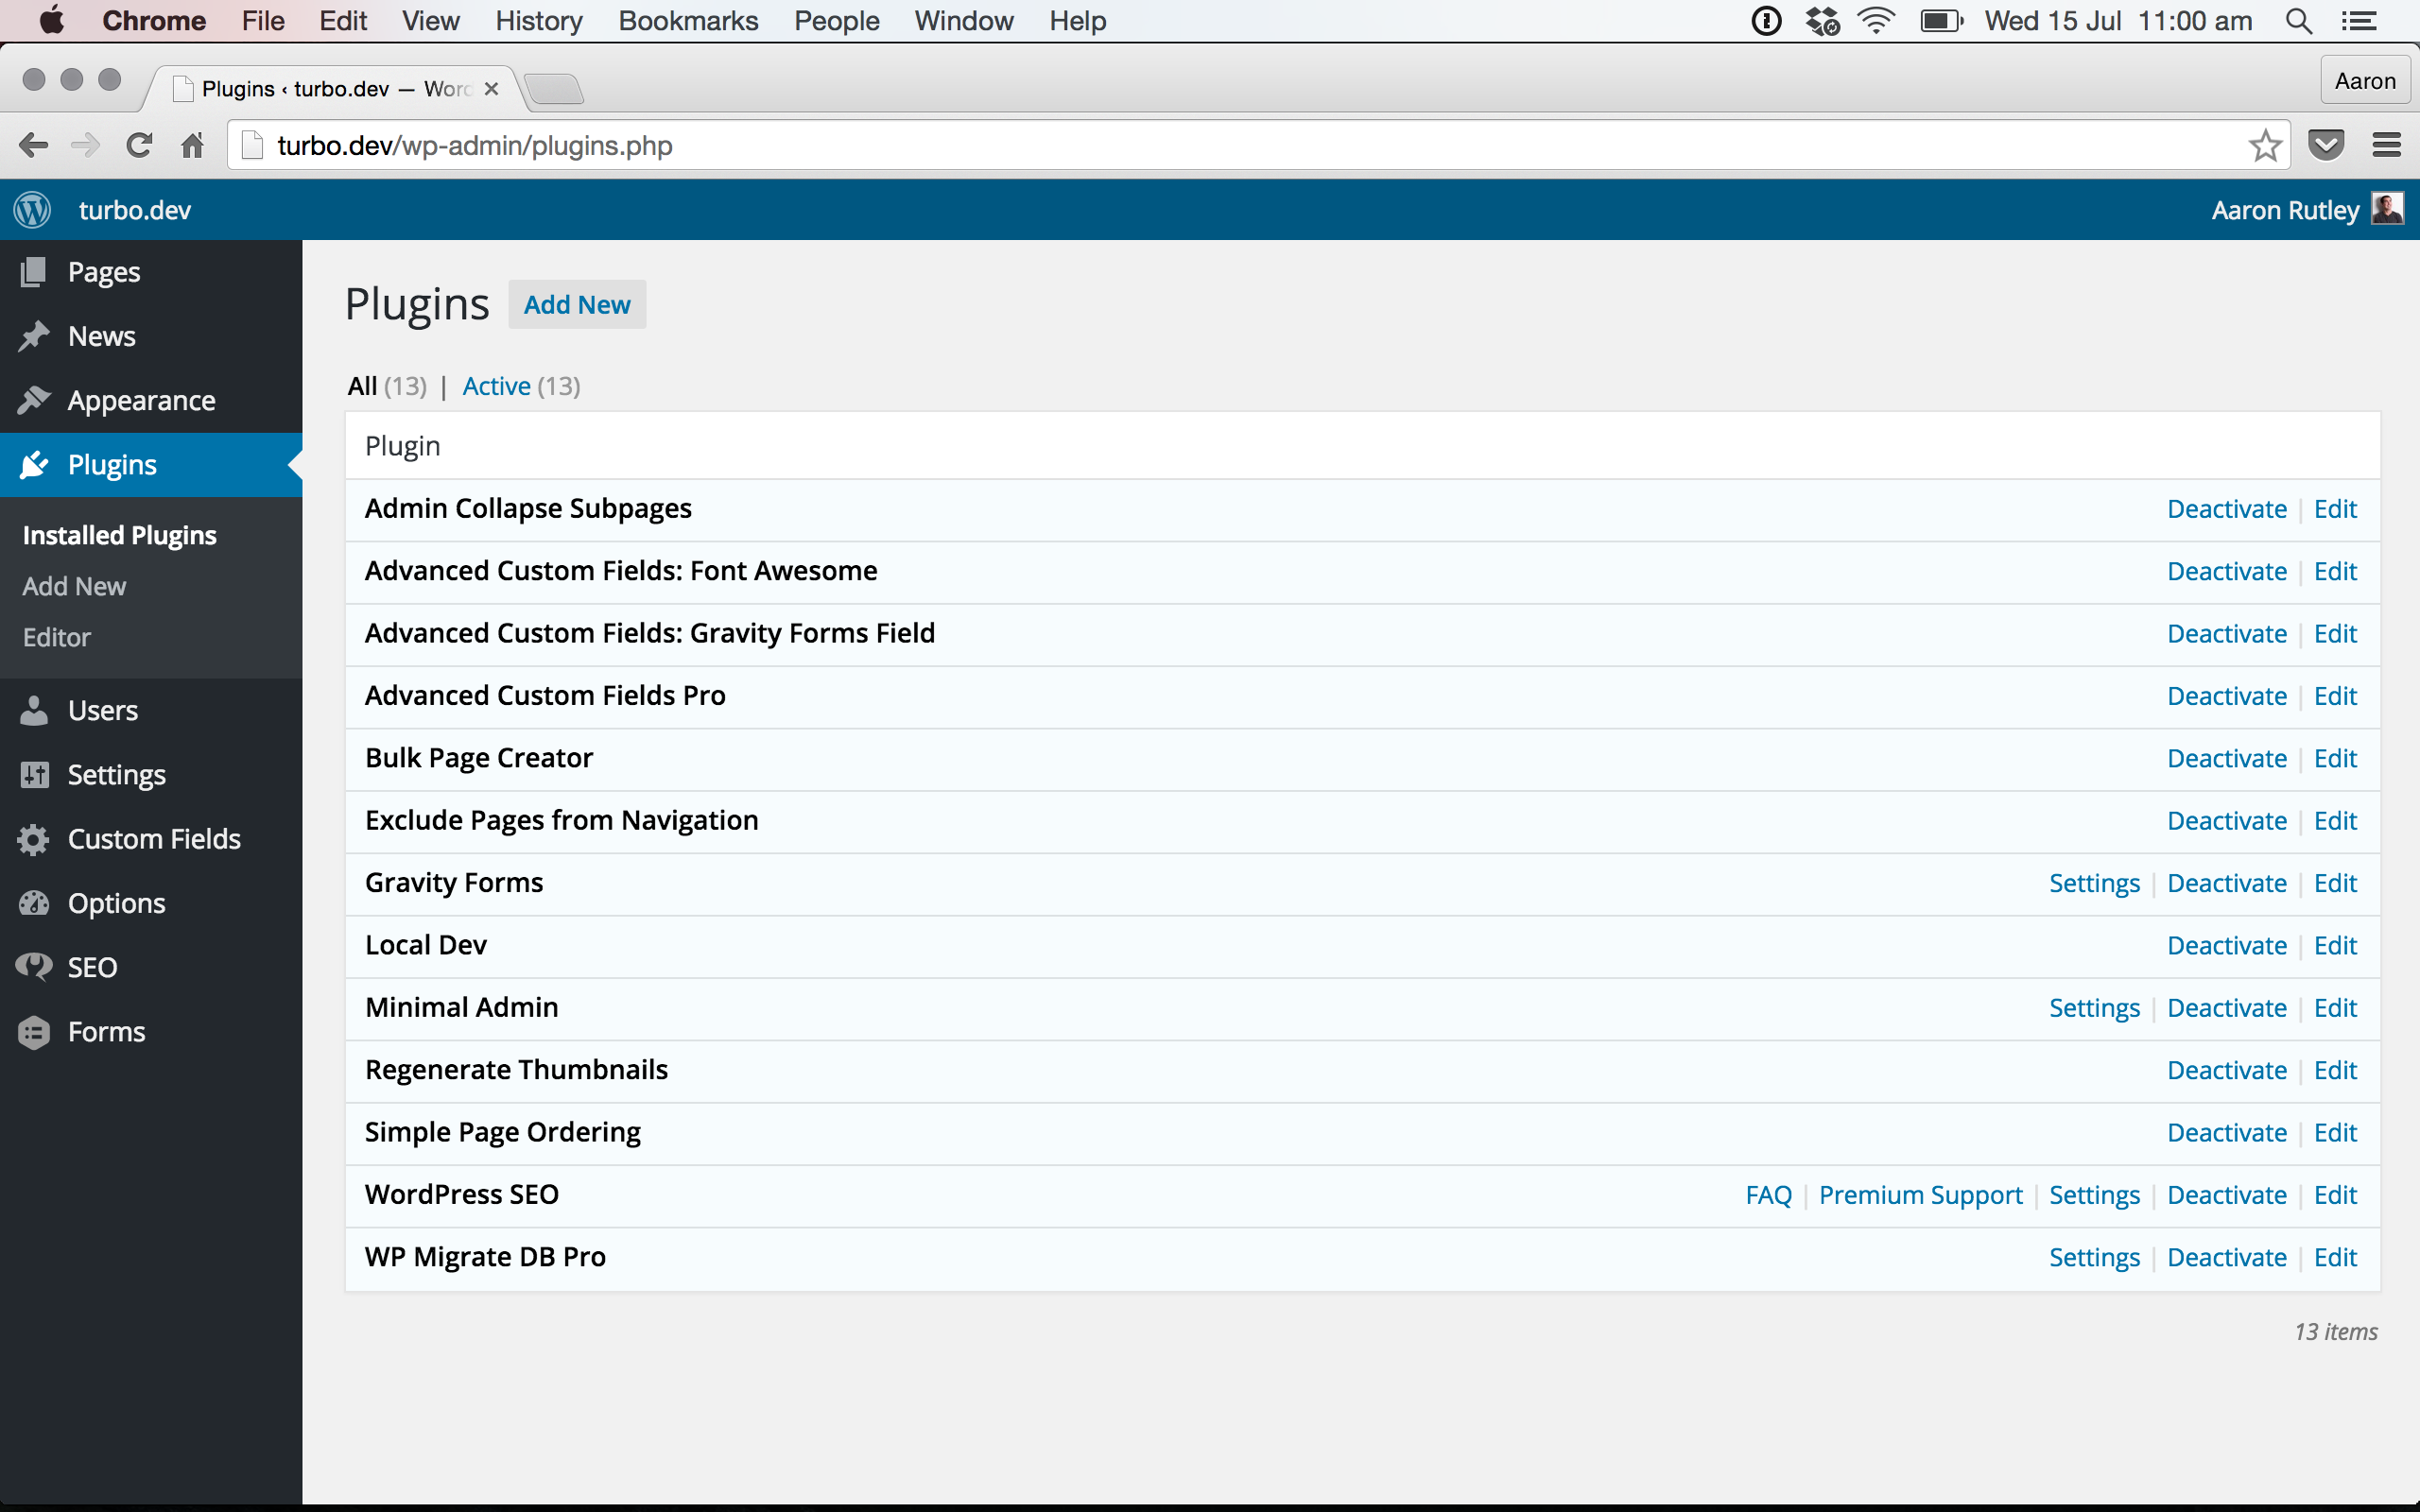 Chrome File Edit View History Bookmarks People Window Help Wed 15 Jul 11:00 am
Plugins ‹ turbo.dev — Word Aaron
turbo.dev/wp-admin/plugins.php
turbo.dev Aaron Rutley
Pages
News
Appearance
Plugins
Installed Plugins
Add New
Editor
Users
Settings
Custom Fields
Options
SEO
Forms
Plugins Add New
All (13) | Active (13)
Plugin
Admin Collapse Subpages Deactivate | Edit
Advanced Custom Fields: Font Awesome Deactivate | Edit
Advanced Custom Fields: Gravity Forms Field Deactivate | Edit
Advanced Custom Fields Pro Deactivate | Edit
Bulk Page Creator Deactivate | Edit
Exclude Pages from Navigation Deactivate | Edit
Gravity Forms Settings | Deactivate | Edit
Local Dev Deactivate | Edit
Minimal Admin Settings | Deactivate | Edit
Regenerate Thumbnails Deactivate | Edit
Simple Page Ordering Deactivate | Edit
WordPress SEO FAQ | Premium Support | Settings | Deactivate | Edit
WP Migrate DB Pro Settings | Deactivate | Edit
13 items